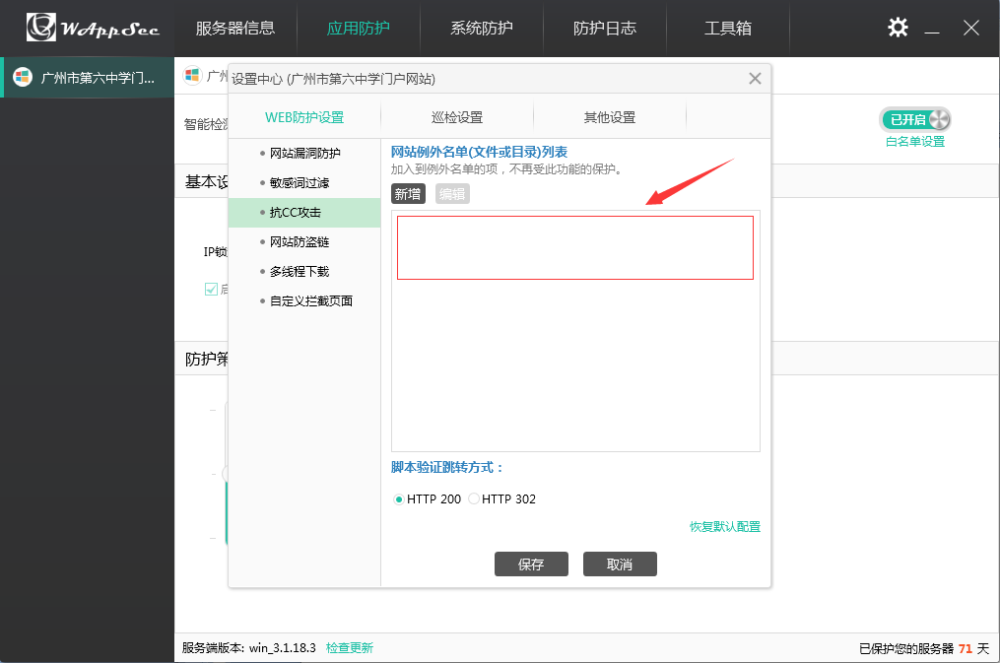 WAppSec 服务器信息 应用防护 系统防护 防护日志 工具箱
广州市第六中学门...
广州
设置中心 (广州市第六中学门户网站)
智能检测
已开启
白名单设置
WEB防护设置 巡检设置 其他设置
基本设
IP锁
启
防护策
网站漏洞防护
敏感词过滤
抗CC攻击
网站防盗链
多线程下载
自定义拦截页面
网站例外名单(文件或目录)列表
加入到例外名单的项，不再受此功能的保护。
新增 编辑
脚本验证跳转方式：
HTTP 200 HTTP 302
恢复默认配置
保存 取消
服务端版本: win_3.1.18.3 检查更新
已保护您的服务器 71 天